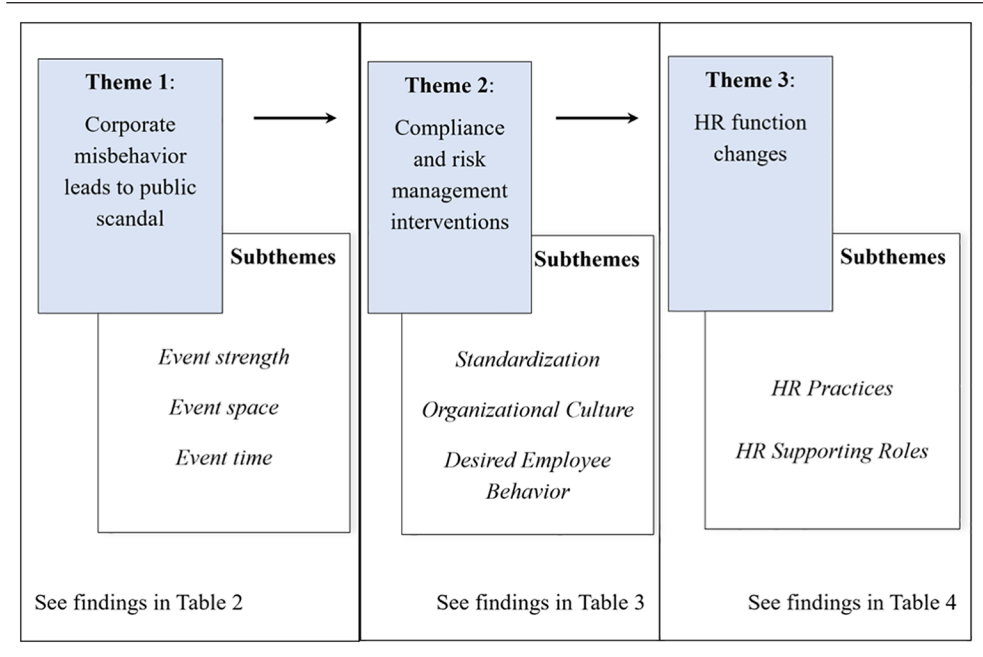 Theme 1:
Corporate
misbehavior
leads to public
scandal
Subthemes
Event strength
Event space
Event time
See findings in Table 2
Theme 2:
Compliance
and risk
management
interventions
Subthemes
Standardization
Organizational Culture
Desired Employee
Behavior
See findings in Table 3
Theme 3:
HR function
changes
Subthemes
HR Practices
HR Supporting Roles
See findings in Table 4